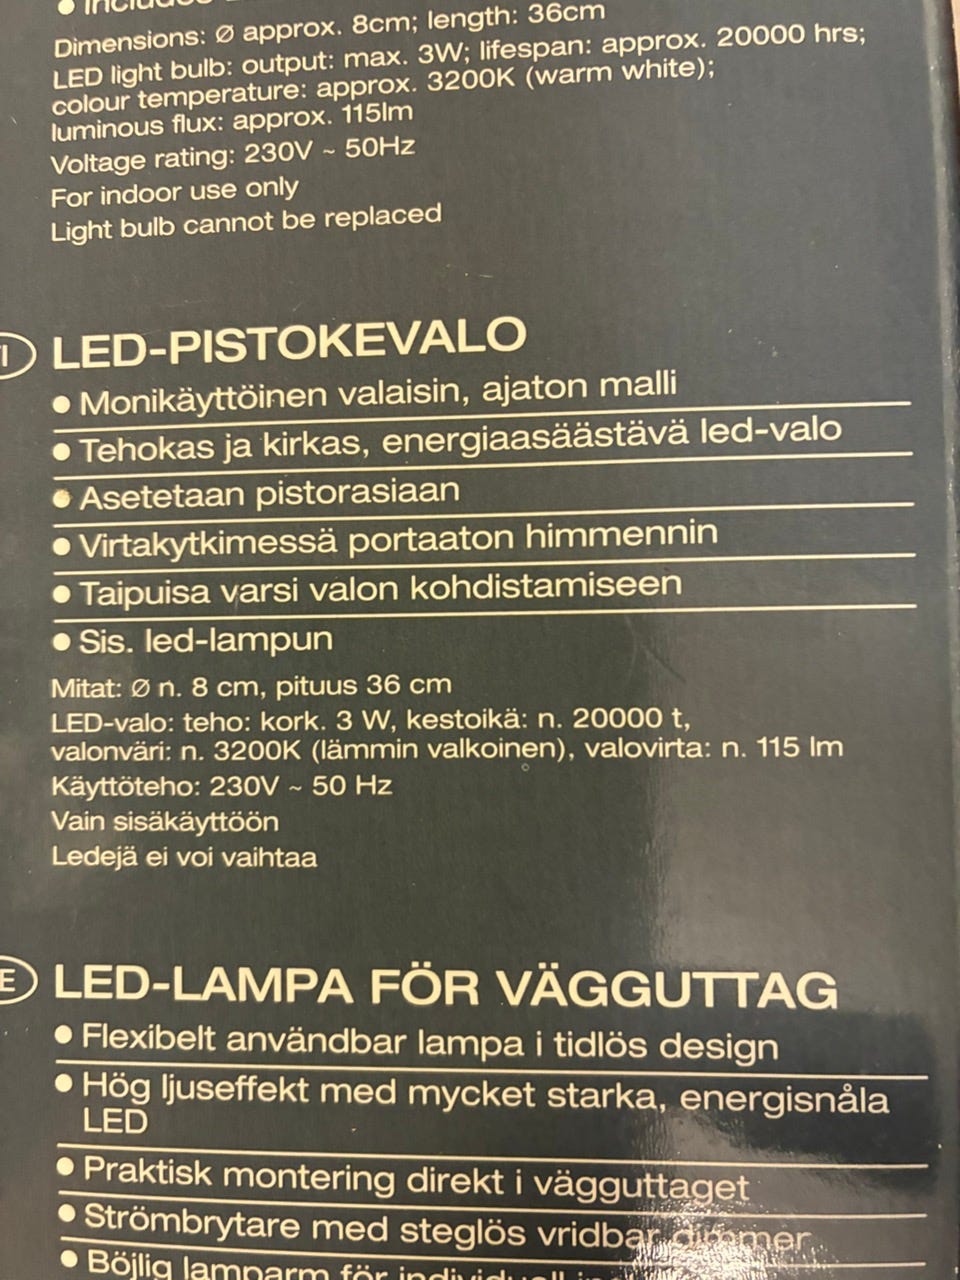 Dimensions: Ø approx. 8cm; length: 36cm
LED light bulb: output: max. 3W; lifespan: approx. 20000 hrs;
colour temperature: approx. 3200K (warm white);
luminous flux: approx. 115lm
Voltage rating: 230V ~ 50Hz
For indoor use only
Light bulb cannot be replaced
LED-PISTOKEVALO
• Monikäyttöinen valaisin, ajaton malli
• Tehokas ja kirkas, energiaasäästävä led-valo
• Asetetaan pistorasiaan
• Virtakytkimessä portaaton himmennin
• Taipuisa varsi valon kohdistamiseen
• Sis. led-lampun
Mitat: Ø n. 8 cm, pituus 36 cm
LED-valo: teho: kork. 3 W, kestoikä: n. 20000 t,
valonväri: n. 3200K (lämmin valkoinen), valovirta: n. 115 lm
Käyttöteho: 230V ~ 50 Hz
Vain sisäkäyttöön
Ledejä ei voi vaihtaa
E LED-LAMPA FÖR VÄGGUTTAG
• Flexibelt användbar lampa i tidlös design
• Hög ljuseffekt med mycket starka, energisnåla
LED
• Praktisk montering direkt i vägguttaget
• Strömbrytare med steglös vridbar dimmer
• Böjlig lamparm för